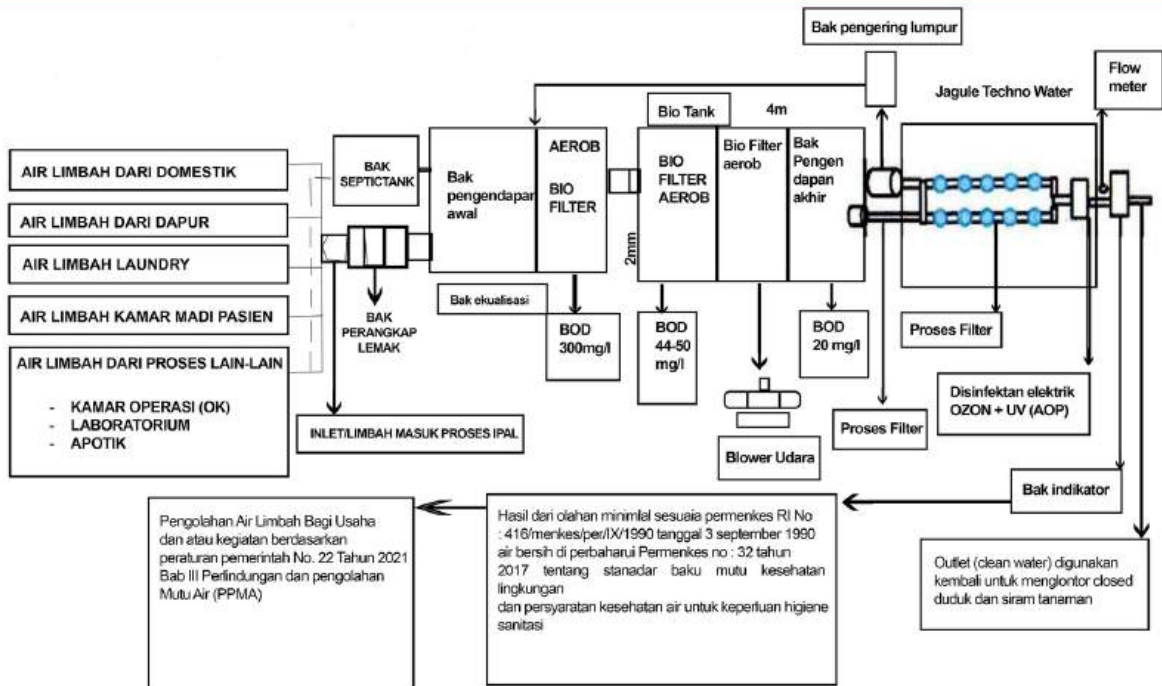 Bak pengering lumpur
Flow
meter
Jagule Techno Water
Bio Tank
4m
AIR LIMBAH DARI DOMESTIK
AIR LIMBAH DARI DAPUR
AIR LIMBAH LAUNDRY
AIR LIMBAH KAMAR MADI PASIEN
AIR LIMBAH DARI PROSES LAIN-LAIN
- KAMAR OPERASI (OK)
- LABORATORIUM
- APOTIK
BAK
SEPTICTANK
BAK
PERANGKAP
LEMAK
INLET/LIMBAH MASUK PROSES IPAL
Bak
pengendapar
awal
AEROB
BIO
FILTER
Bak ekualisasi
BOD
300mg/l
2mm
BIO
FILTER
AEROB
Bio Filter
aerob
Bak
Pengen
dapan
akhir
BOD
44-50
mg/l
BOD
20 mg/l
Blower Udara
Proses Filter
Proses Filter
Disinfektan elektrik
OZON + UV (AOP)
Bak indikator
Outlet (clean water) digunakan
kembali untuk menglontor closed
duduk dan siram tanaman
Hasil dari olahan minimlal sesuaia permenkes RI No
: 416/menkes/per/IX/1990 tanggal 3 september 1990
air bersih di perbaharui Permenkes no : 32 tahun
2017 tentang stanadar baku mutu kesehatan
lingkungan
dan persyaratan kesehatan air untuk keperluan higiene
sanitasi
Pengolahan Air Limbah Bagi Usaha
dan atau kegiatan berdasarkan
peraturan pemerintah No. 22 Tahun 2021
Bab III Perlindungan dan pengolahan
Mutu Air (PPMA)